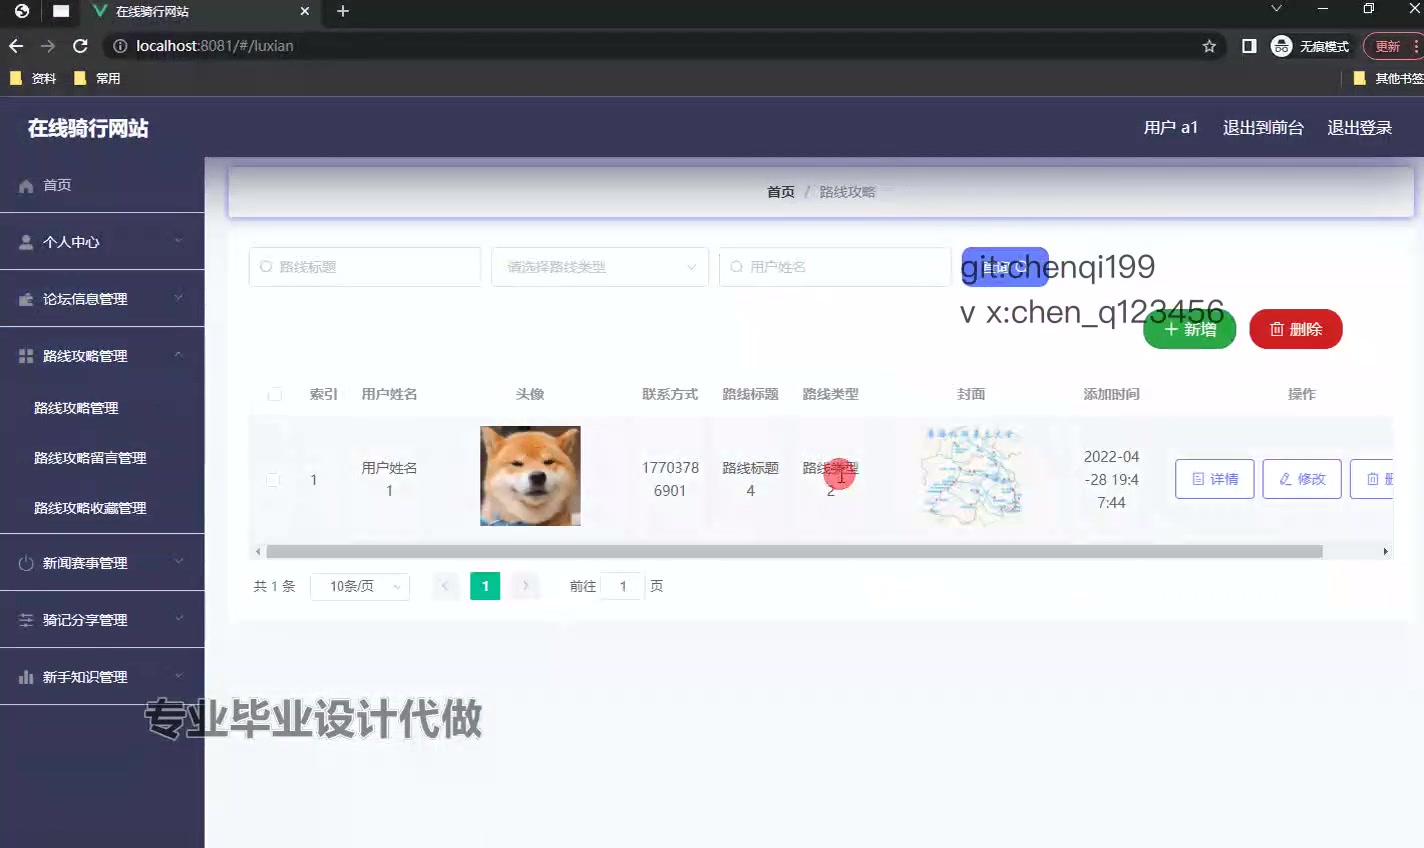 在线骑行网站
localhost:8081/#/luxian
无痕模式
更新
资料
常用
其他书签
在线骑行网站
用户 a1
退出到前台
退出登录
首页
个人中心
论坛信息管理
路线攻略管理
路线攻略管理
路线攻略留言管理
路线攻略收藏管理
新闻赛事管理
骑记分享管理
新手知识管理
首页 / 路线攻略
路线标题
请选择路线类型
用户姓名
查询
git:chenqi199
v x:chen_q123456
新增
删除
索引 用户姓名 头像 联系方式 路线标题 路线类型 封面 添加时间 操作
1
用户姓名
1
1770378
6901
路线标题
4
路线类型
2
2022-04
-28 19:4
7:44
详情
修改
共 1 条
10条/页
1
前往 1 页
专业毕业设计代做